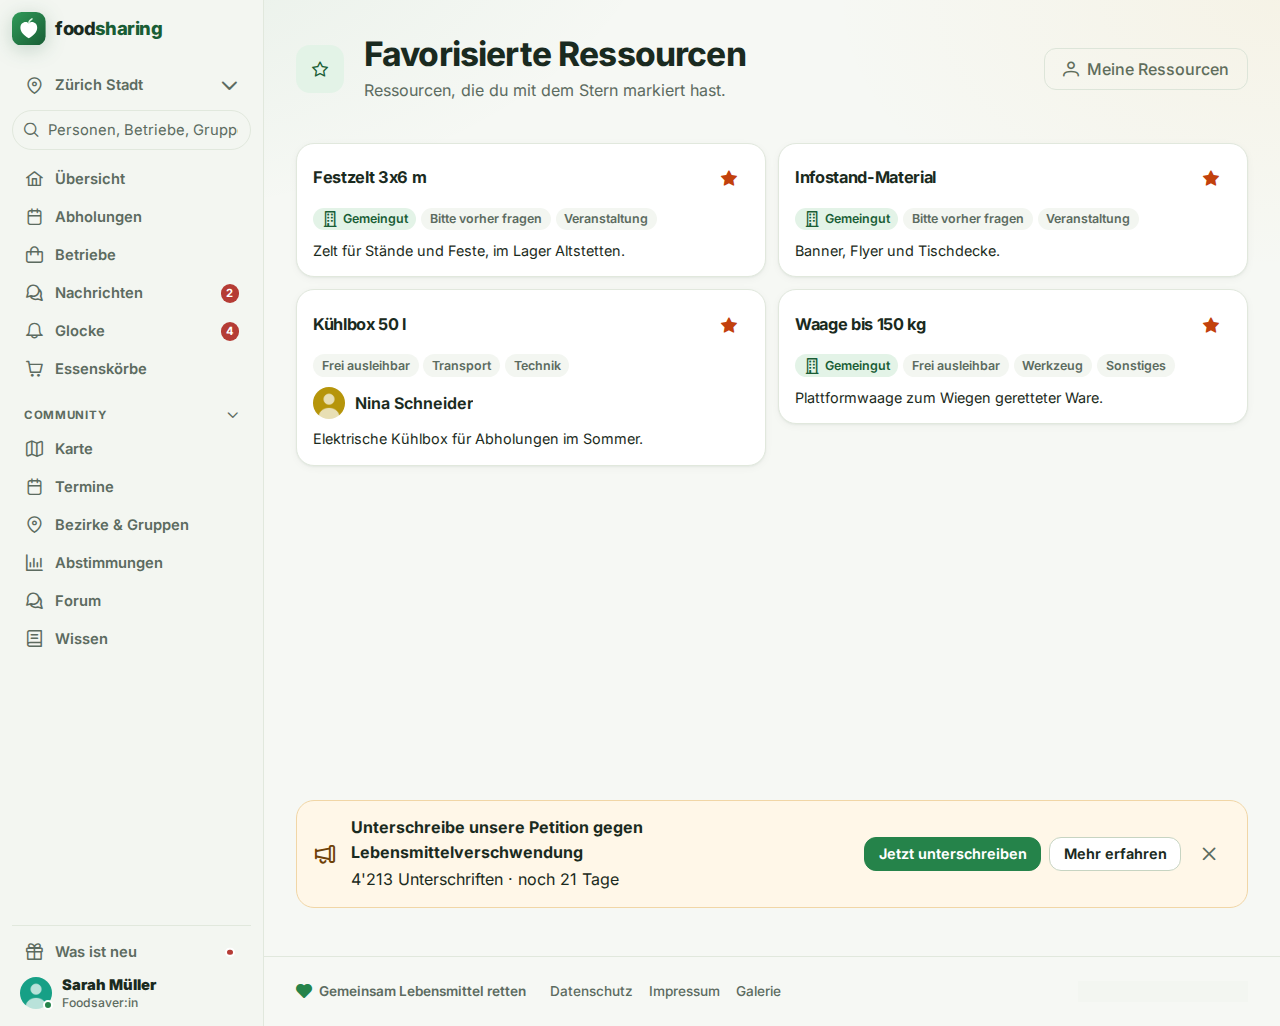 foodsharing
Zürich Stadt
Personen, Betriebe, Grupp
Übersicht
Abholungen
Betriebe
Nachrichten 2
Glocke 4
Essenskörbe
COMMUNITY
Karte
Termine
Bezirke & Gruppen
Abstimmungen
Forum
Wissen
Was ist neu
Sarah Müller
Foodsaver:in
Favorisierte Ressourcen
Ressourcen, die du mit dem Stern markiert hast.
Meine Ressourcen
Festzelt 3x6 m
Gemeingut Bitte vorher fragen Veranstaltung
Zelt für Stände und Feste, im Lager Altstetten.
Infostand-Material
Gemeingut Bitte vorher fragen Veranstaltung
Banner, Flyer und Tischdecke.
Kühlbox 50 l
Frei ausleihbar Transport Technik
Nina Schneider
Elektrische Kühlbox für Abholungen im Sommer.
Waage bis 150 kg
Gemeingut Frei ausleihbar Werkzeug Sonstiges
Plattformwaage zum Wiegen geretteter Ware.
Unterschreibe unsere Petition gegen
Lebensmittelverschwendung
4'213 Unterschriften · noch 21 Tage
Jetzt unterschreiben
Mehr erfahren
Gemeinsam Lebensmittel retten Datenschutz Impressum Galerie